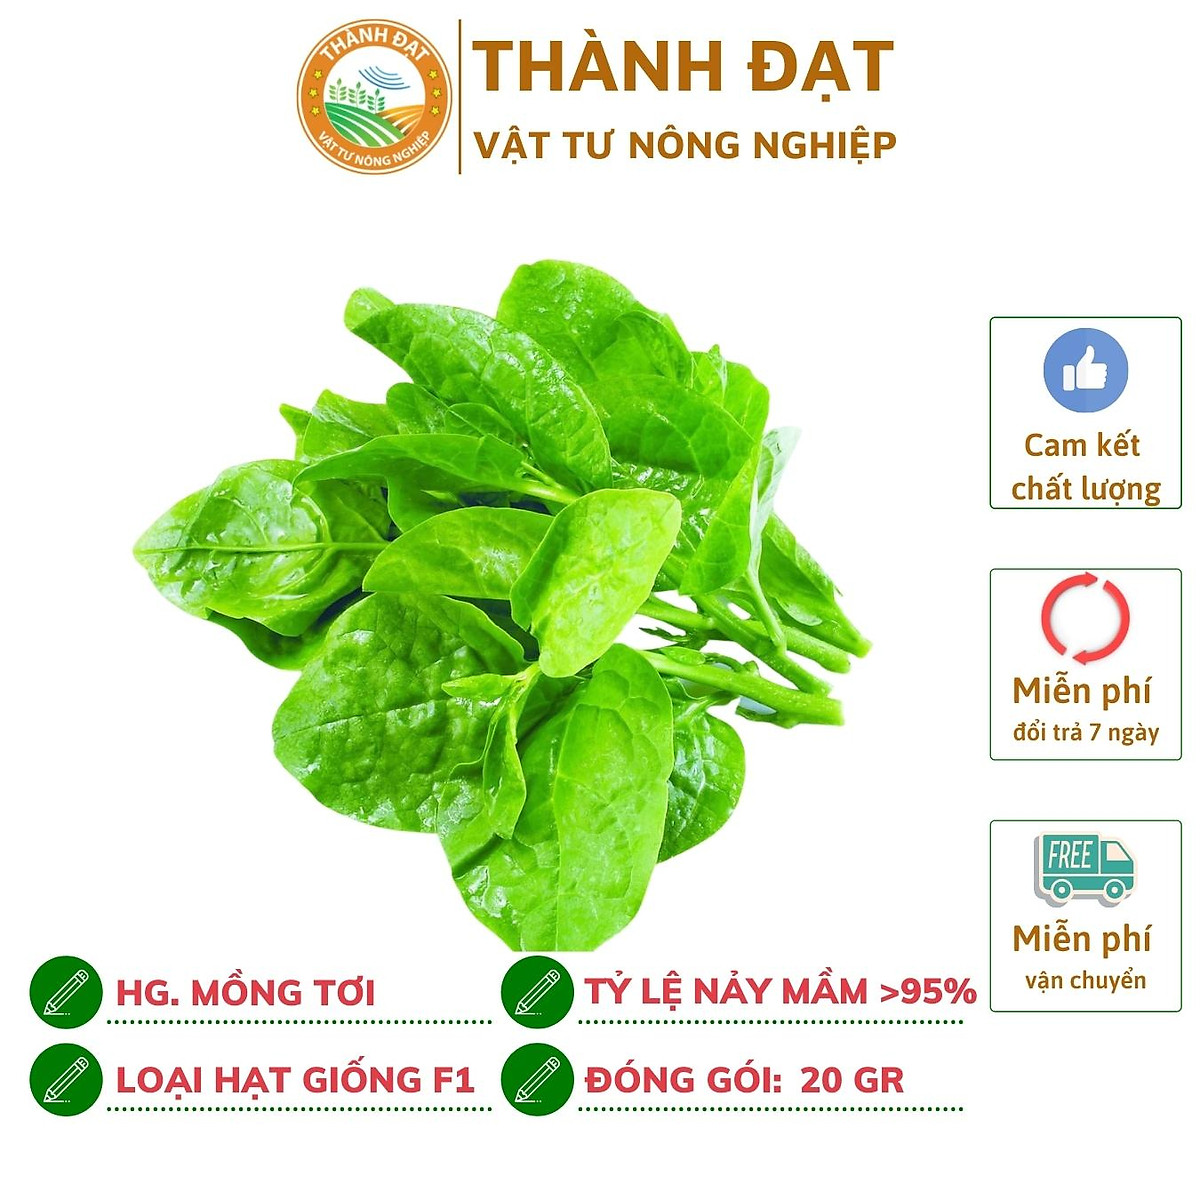 THÀNH ĐẠT
VẬT TƯ NÔNG NGHIỆP
THÀNH ĐẠT
VẬT TƯ NÔNG NGHIỆP
Cam kết
chất lượng
Miễn phí
đổi trả 7 ngày
FREE
Miễn phí
vận chuyển
HG. MỒNG TƠI
TỶ LỆ NẢY MẦM >95%
LOẠI HẠT GIỐNG F1
ĐÓNG GÓI: 20 GR